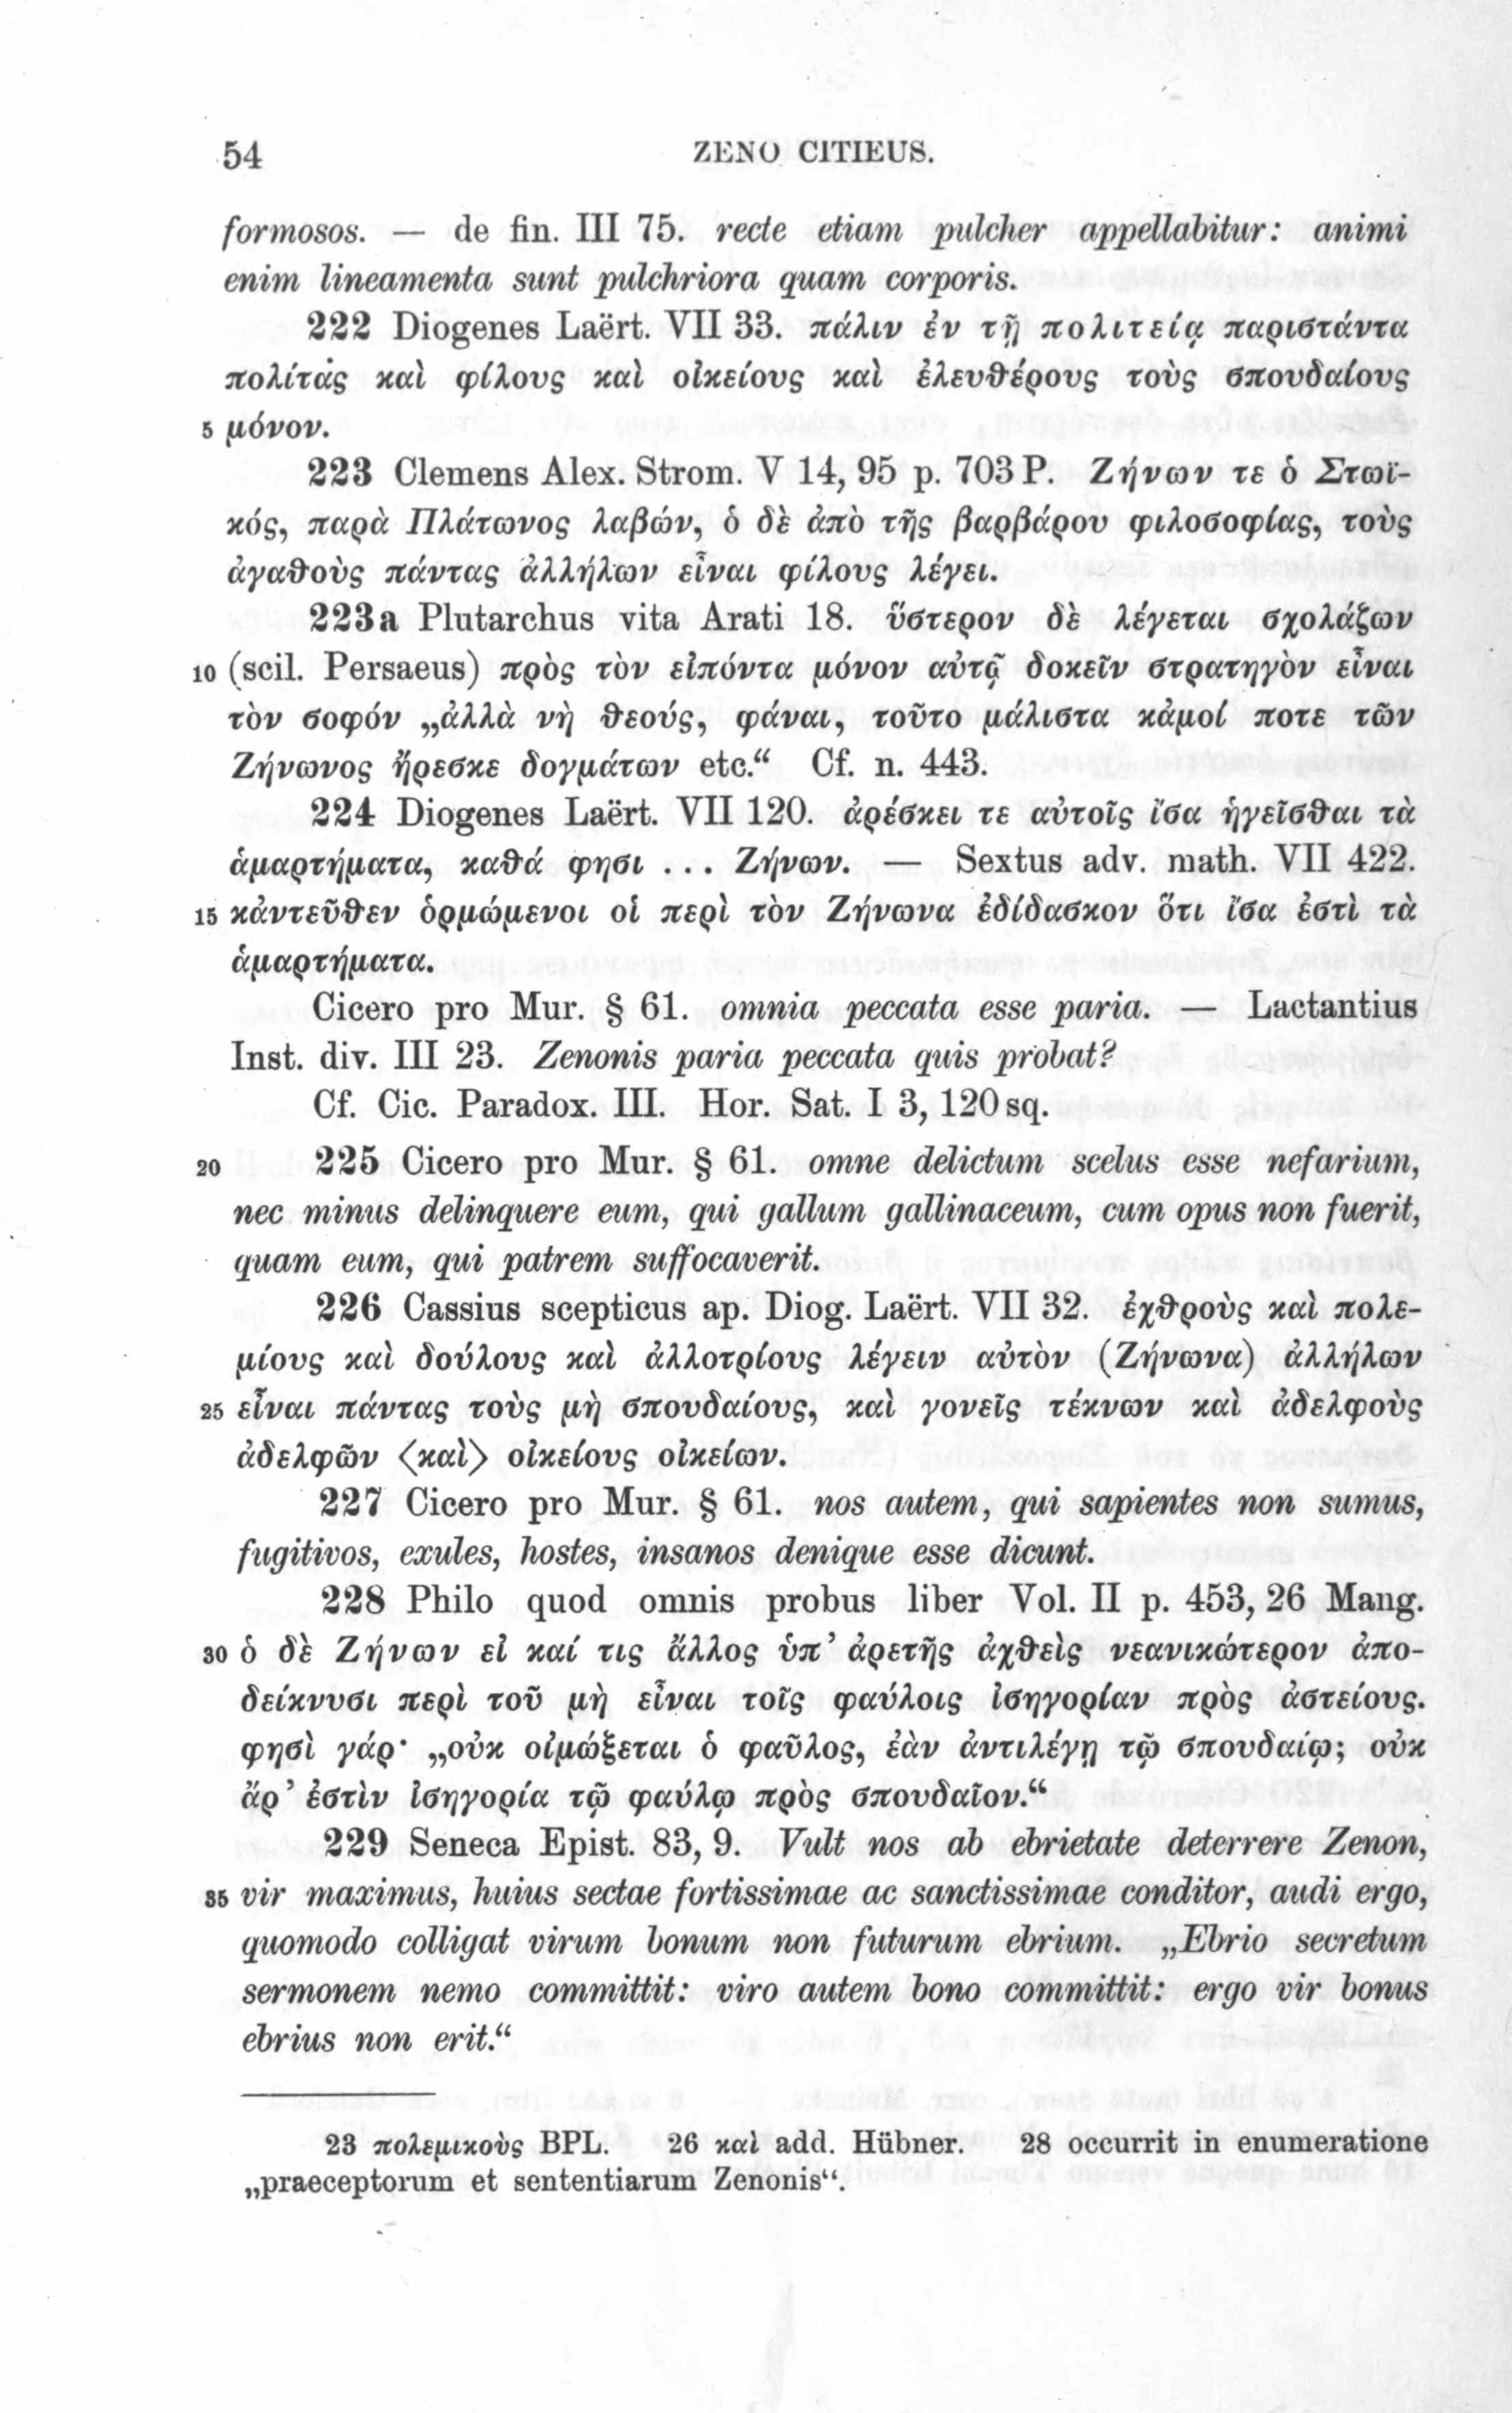 54 ZENO CITIEUS.
formosos. — de fin. III 75. recte etiam pulcher appellabitur: animi
enim lineamenta sunt pulchriora quam corporis.
222 Diogenes Laërt. VII 33. πάλιν ἐν τῇ πολιτείᾳ παριστάντα
πολίτας καὶ φίλους καὶ οἰκείους καὶ ἐλευθέρους τοὺς σπουδαίους
5 μόνον.
223 Clemens Alex. Strom. V 14, 95 p. 703 P. Ζήνων τε ὁ Στωϊ-
κός, παρὰ Πλάτωνος λαβών, ὁ δὲ ἀπὸ τῆς βαρβάρου φιλοσοφίας, τοὺς
ἀγαθοὺς πάντας ἀλλήλων εἶναι φίλους λέγει.
223a Plutarchus vita Arati 18. ὕστερον δὲ λέγεται σχολάζων
10 (scil. Persaeus) πρὸς τὸν εἰπόντα μόνον αὐτῷ δοκεῖν στρατηγὸν εἶναι
τὸν σοφόν „ἀλλὰ νὴ θεούς, φάναι, τοῦτο μάλιστα κἀμοί ποτε τῶν
Ζήνωνος ἤρεσκε δογμάτων etc.“ Cf. n. 443.
224 Diogenes Laërt. VII 120. ἀρέσκει τε αὐτοῖς ἴσα ἡγεῖσθαι τὰ
ἁμαρτήματα, καθά φησι ... Ζήνων. — Sextus adv. math. VII 422.
15 κἀντεῦθεν ὁρμώμενοι οἱ περὶ τὸν Ζήνωνα ἐδίδασκον ὅτι ἴσα ἐστὶ τὰ
ἁμαρτήματα.
Cicero pro Mur. § 61. omnia peccata esse paria. — Lactantius
Inst. div. III 23. Zenonis paria peccata quis probat?
Cf. Cic. Paradox. III. Hor. Sat. I 3, 120 sq.
20 225 Cicero pro Mur. § 61. omne delictum scelus esse nefarium,
nec minus delinquere eum, qui gallum gallinaceum, cum opus non fuerit,
quam eum, qui patrem suffocaverit.
226 Cassius scepticus ap. Diog. Laërt. VII 32. ἐχθροὺς καὶ πολε-
μίους καὶ δούλους καὶ ἀλλοτρίους λέγειν αὐτὸν (Ζήνωνα) ἀλλήλων
25 εἶναι πάντας τοὺς μὴ σπουδαίους, καὶ γονεῖς τέκνων καὶ ἀδελφοὺς
ἀδελφῶν ⟨καὶ⟩ οἰκείους οἰκείων.
227 Cicero pro Mur. § 61. nos autem, qui sapientes non sumus,
fugitivos, exules, hostes, insanos denique esse dicunt.
228 Philo quod omnis probus liber Vol. II p. 453, 26 Mang.
30 ὁ δὲ Ζήνων εἰ καί τις ἄλλος ὑπ’ ἀρετῆς ἀχθεὶς νεανικώτερον ἀπο-
δείκνυσι περὶ τοῦ μὴ εἶναι τοῖς φαύλοις ἰσηγορίαν πρὸς ἀστείους.
φησὶ γάρ· „οὐκ οἰμώξεται ὁ φαῦλος, ἐὰν ἀντιλέγῃ τῷ σπουδαίῳ; οὐκ
ἄρ’ ἐστὶν ἰσηγορία τῷ φαύλῳ πρὸς σπουδαῖον.“
229 Seneca Epist. 83, 9. Vult nos ab ebrietate deterrere Zenon,
35 vir maximus, huius sectae fortissimae ac sanctissimae conditor, audi ergo,
quomodo colligat virum bonum non futurum ebrium. „Ebrio secretum
sermonem nemo committit: viro autem bono committit: ergo vir bonus
ebrius non erit.“
23 πολεμικοὺς BPL. 26 καὶ add. Hübner. 28 occurrit in enumeratione
„praeceptorum et sententiarum Zenonis“.